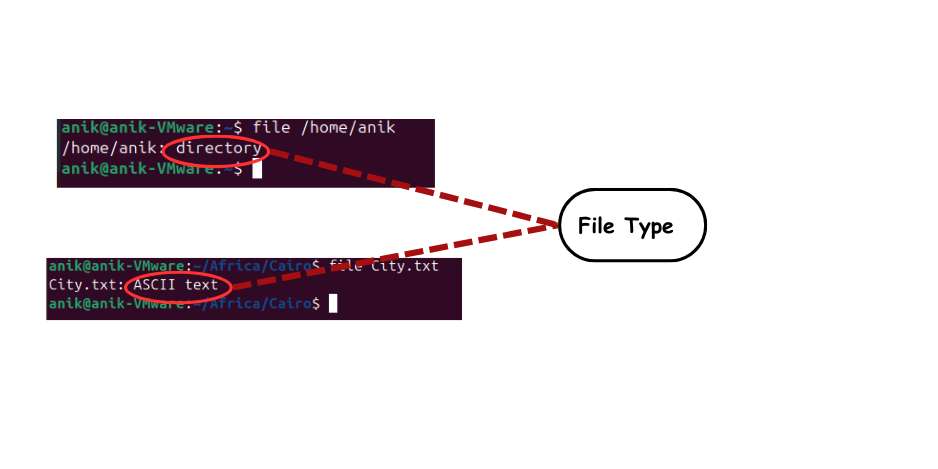 anik@anik-VMware:~$ file /home/anik
/home/anik: directory
anik@anik-VMware:~$
File Type
anik@anik-VMware:~/Africa/Cairo$ file City.txt
City.txt: ASCII text
anik@anik-VMware:~/Africa/Cairo$